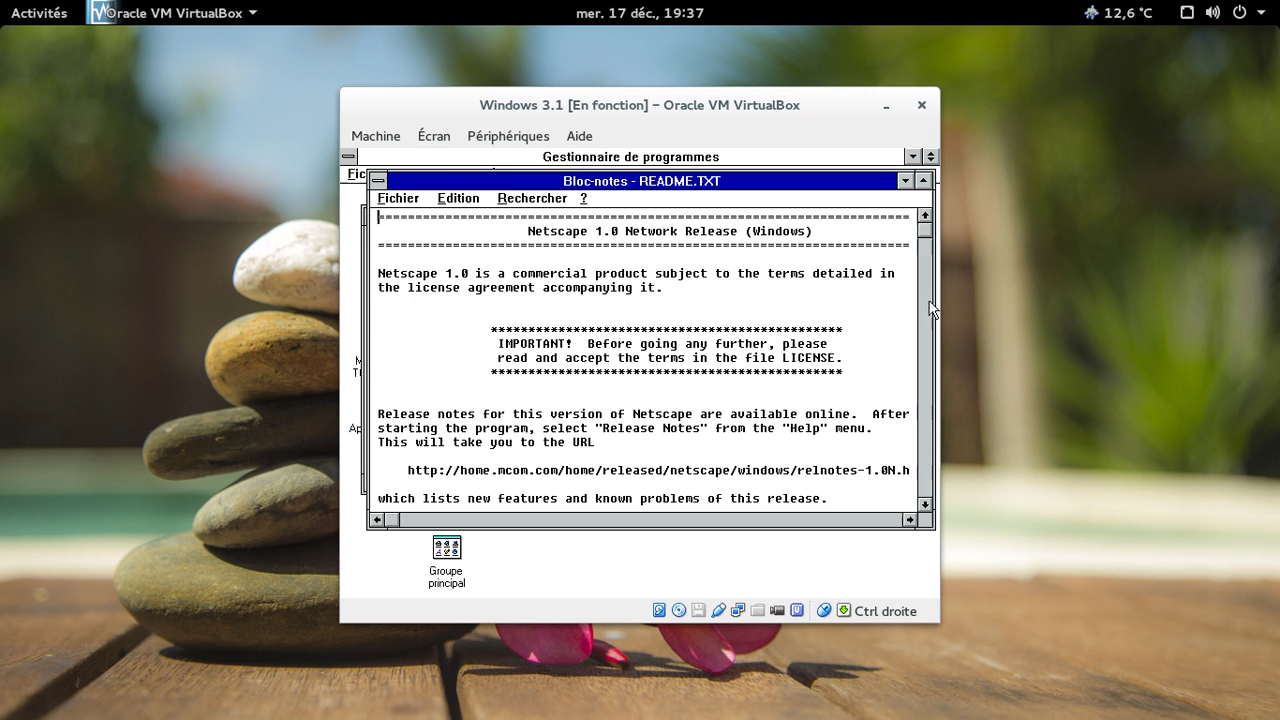 Activités
Oracle VM VirtualBox
mer. 17 déc., 19:37
12,6 °C
Windows 3.1 [En fonction] – Oracle VM VirtualBox
Machine Écran Périphériques Aide
Gestionnaire de programmes
Fic
Bloc-notes - README.TXT
Fichier Edition Rechercher ?
=======================================================================
Netscape 1.0 Network Release (Windows)
=======================================================================
Netscape 1.0 is a commercial product subject to the terms detailed in
the license agreement accompanying it.
***********************************************
IMPORTANT!  Before going any further, please
read and accept the terms in the file LICENSE.
***********************************************
Release notes for this version of Netscape are available online.  After
starting the program, select "Release Notes" from the "Help" menu.
This will take you to the URL
http://home.mcom.com/home/released/netscape/windows/relnotes-1.0N.h
which lists new features and known problems of this release.
Groupe
principal
Ctrl droite